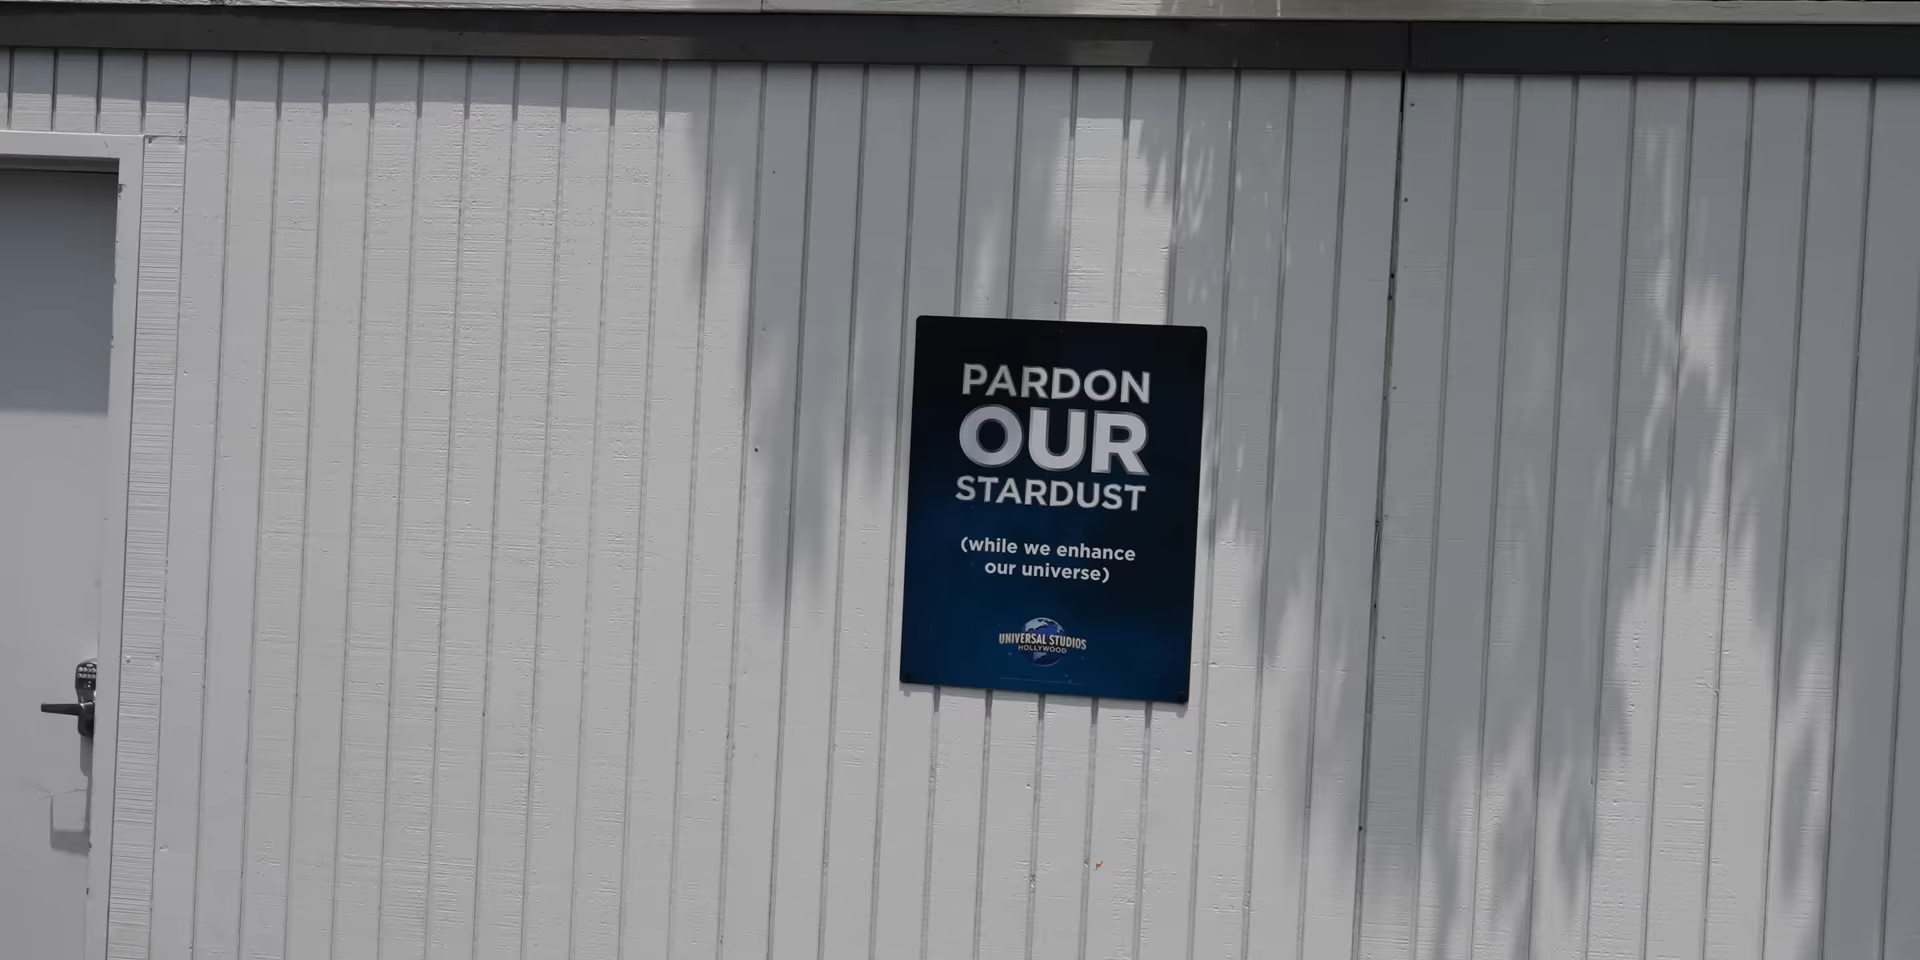 PARDON
OUR
STARDUST
(while we enhance
our universe)
UNIVERSAL STUDIOS
HOLLYWOOD